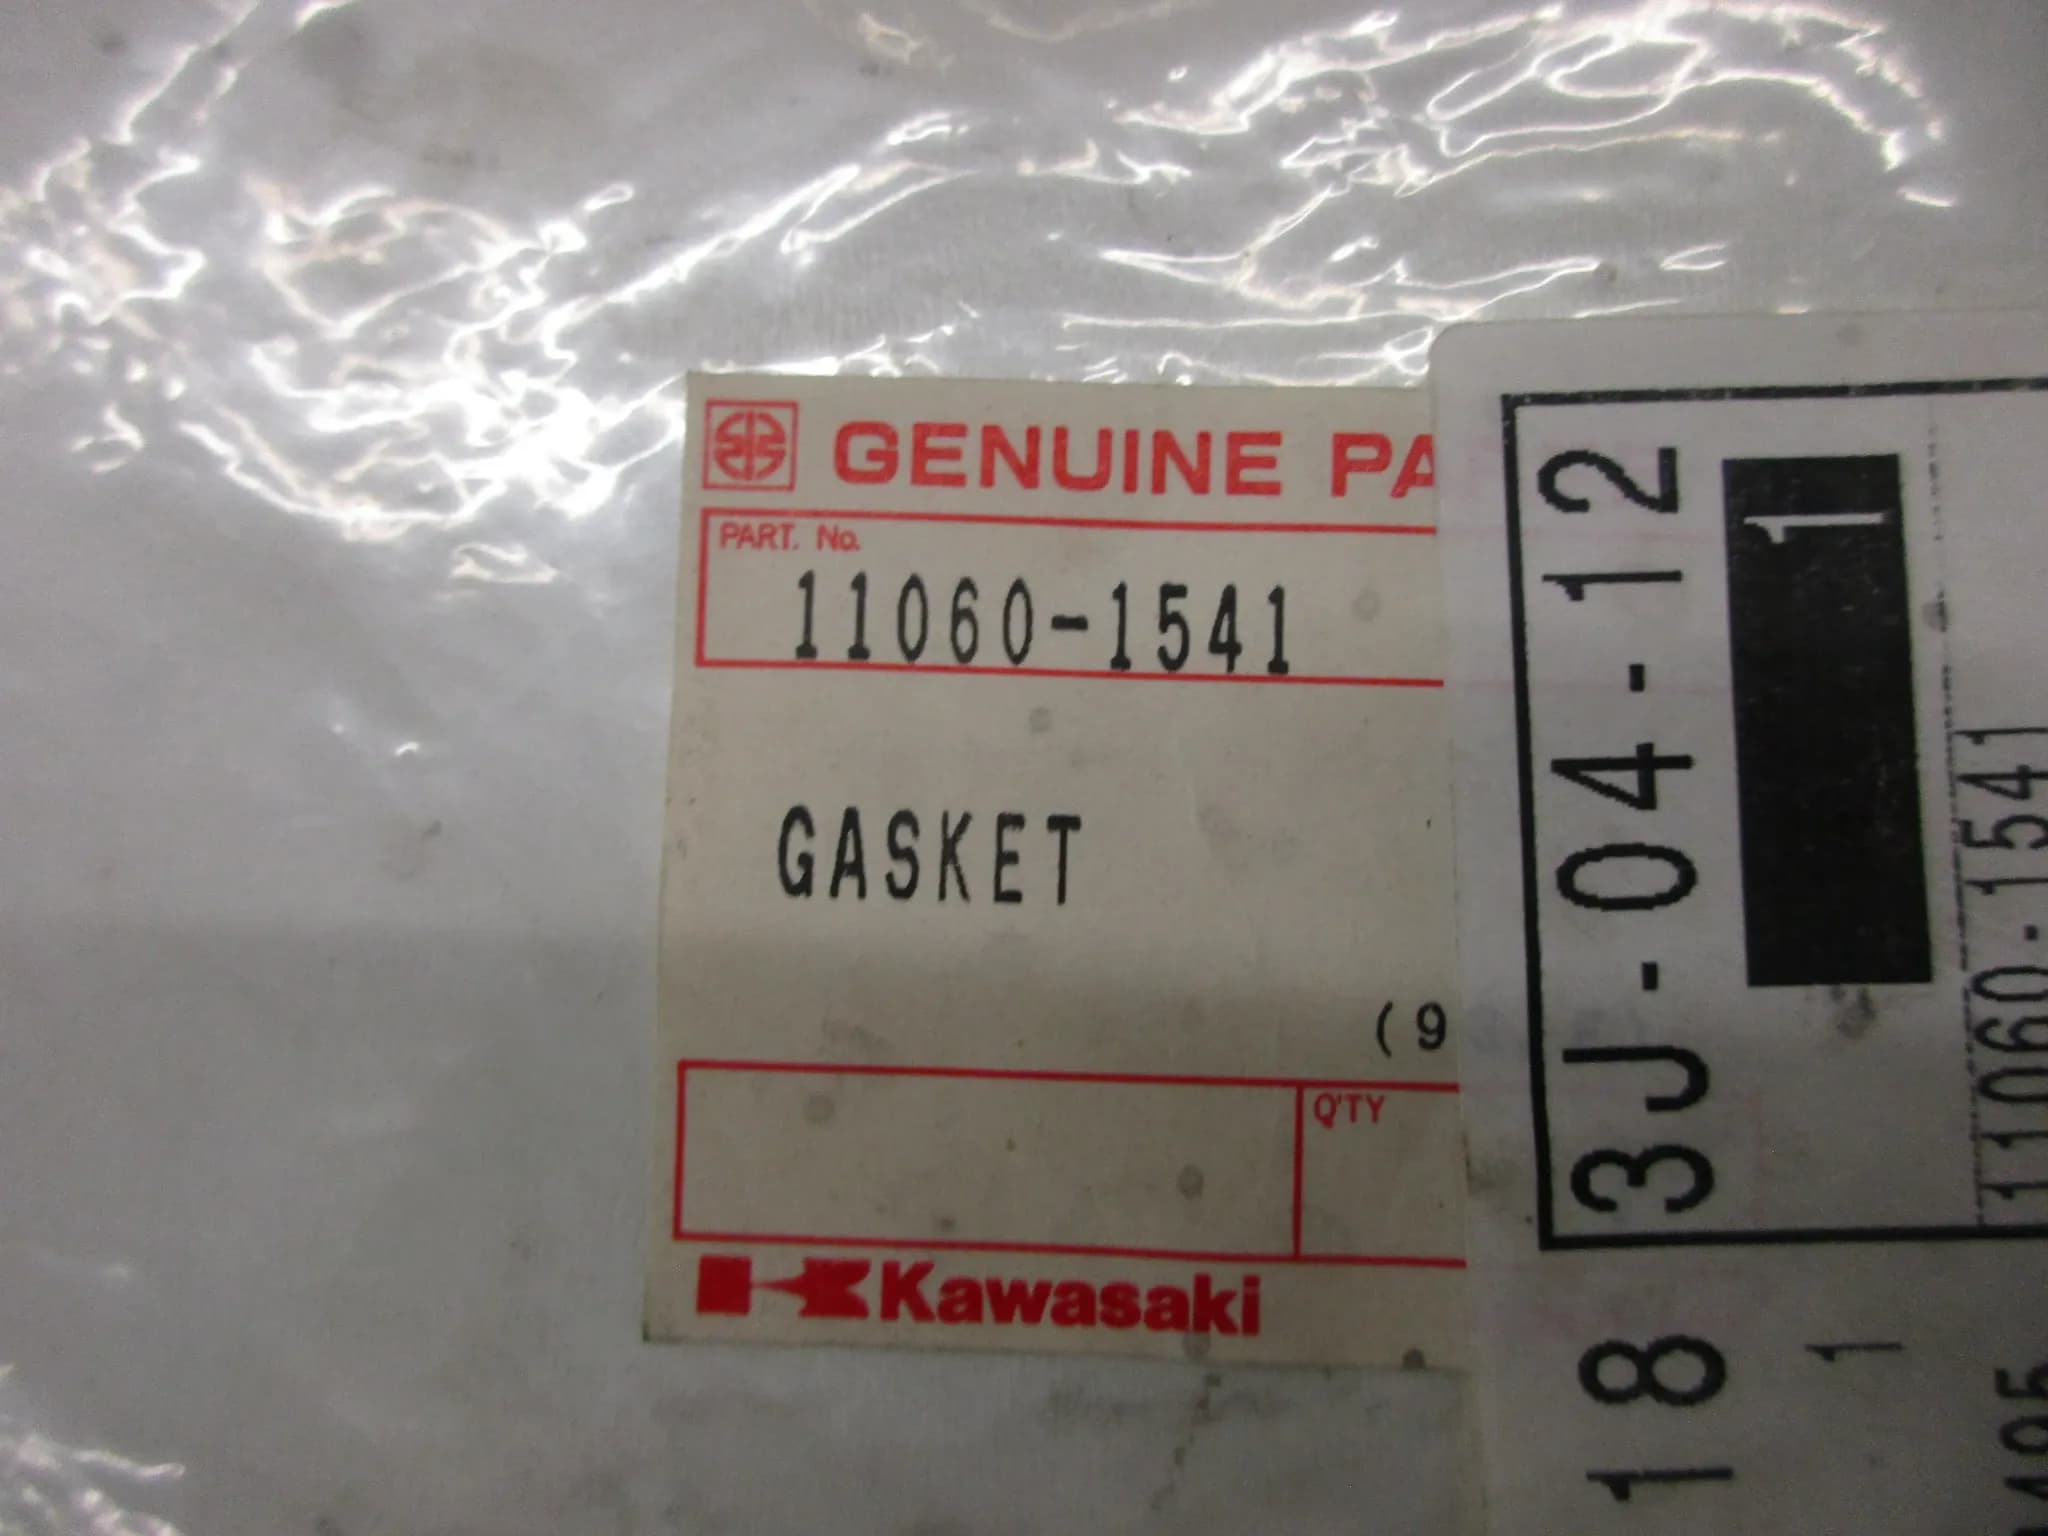 GENUINE PA
PART. No.
11060-1541
GASKET
(9
Q'TY
Kawasaki
3J-04-12
1
11060-1541
18
1